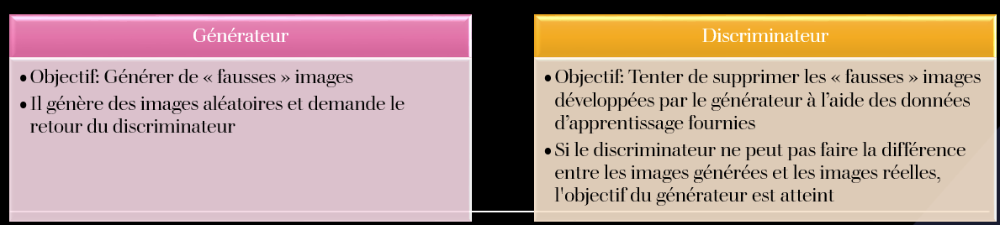 Générateur
•Objectif: Générer de « fausses » images
•Il génère des images aléatoires et demande le
retour du discriminateur
Discriminateur
•Objectif: Tenter de supprimer les « fausses » images
développées par le générateur à l’aide des données
d’apprentissage fournies
•Si le discriminateur ne peut pas faire la différence
entre les images générées et les images réelles,
l'objectif du générateur est atteint